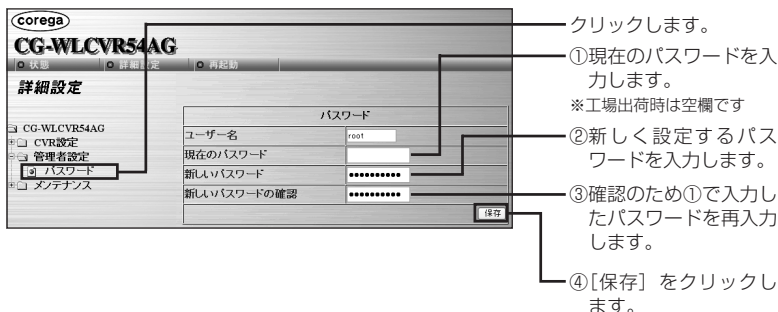 corega
CG-WLCVR54AG
状態 詳細設定 再起動
詳細設定
CG-WLCVR54AG
CVR設定
管理者設定
パスワード
メンテナンス
パスワード
ユーザー名 root
現在のパスワード
新しいパスワード ●●●●●●●●●●
新しいパスワードの確認 ●●●●●●●●●●
保存
クリックします。
①現在のパスワードを入
力します。
※工場出荷時は空欄です
②新しく設定するパス
ワードを入力します。
③確認のため①で入力し
たパスワードを再入力
します。
④[保存] をクリックし
ます。